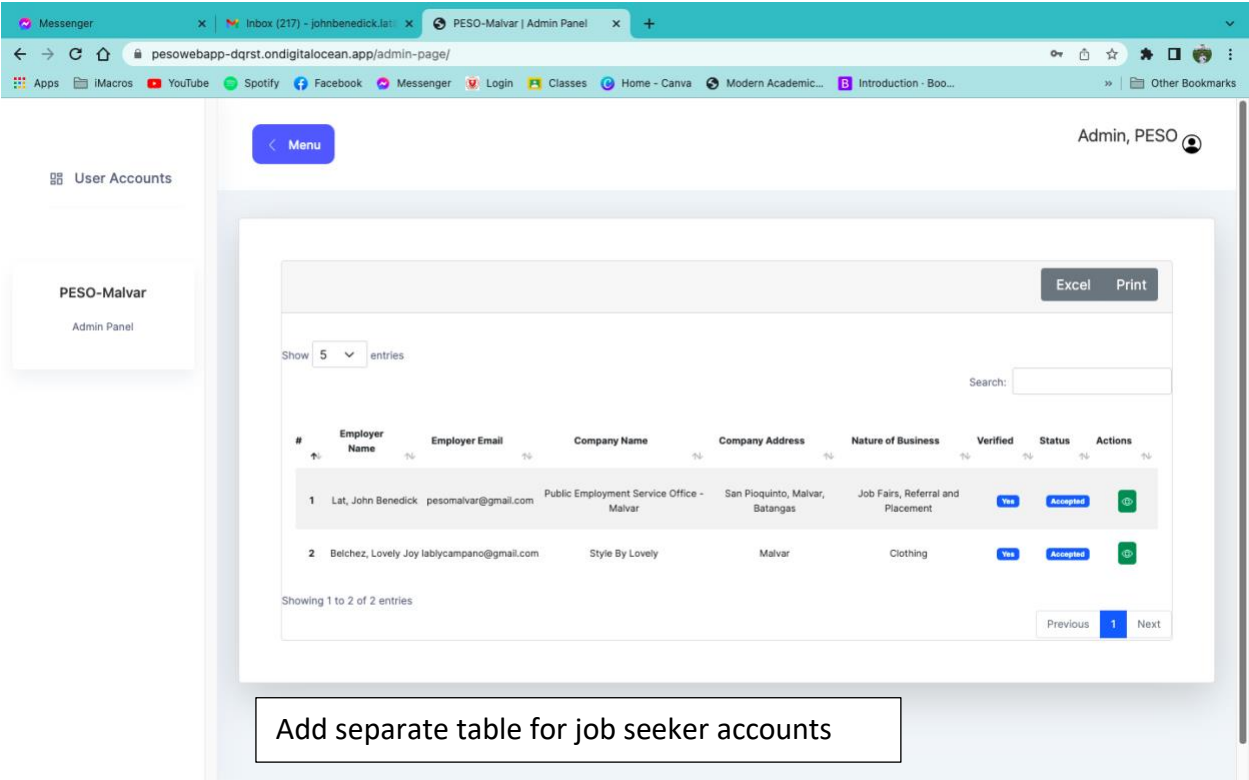 Messenger
Inbox (217) - johnbenedick.lat
PESO-Malvar | Admin Panel
pesowebapp-dqrst.ondigitalocean.app/admin-page/
Apps iMacros YouTube Spotify Facebook Messenger Login Classes Home - Canva Modern Academic... Introduction · Boo... » Other Bookmarks
Menu
Admin, PESO
User Accounts
PESO-Malvar
Admin Panel
Excel Print
Show 5 entries
Search:
# Employer Name Employer Email Company Name Company Address Nature of Business Verified Status Actions
1 Lat, John Benedick pesomalvar@gmail.com Public Employment Service Office - Malvar San Pioquinto, Malvar, Batangas Job Fairs, Referral and Placement Yes Accepted
2 Belchez, Lovely Joy lablycampano@gmail.com Style By Lovely Malvar Clothing Yes Accepted
Showing 1 to 2 of 2 entries
Previous 1 Next
Add separate table for job seeker accounts